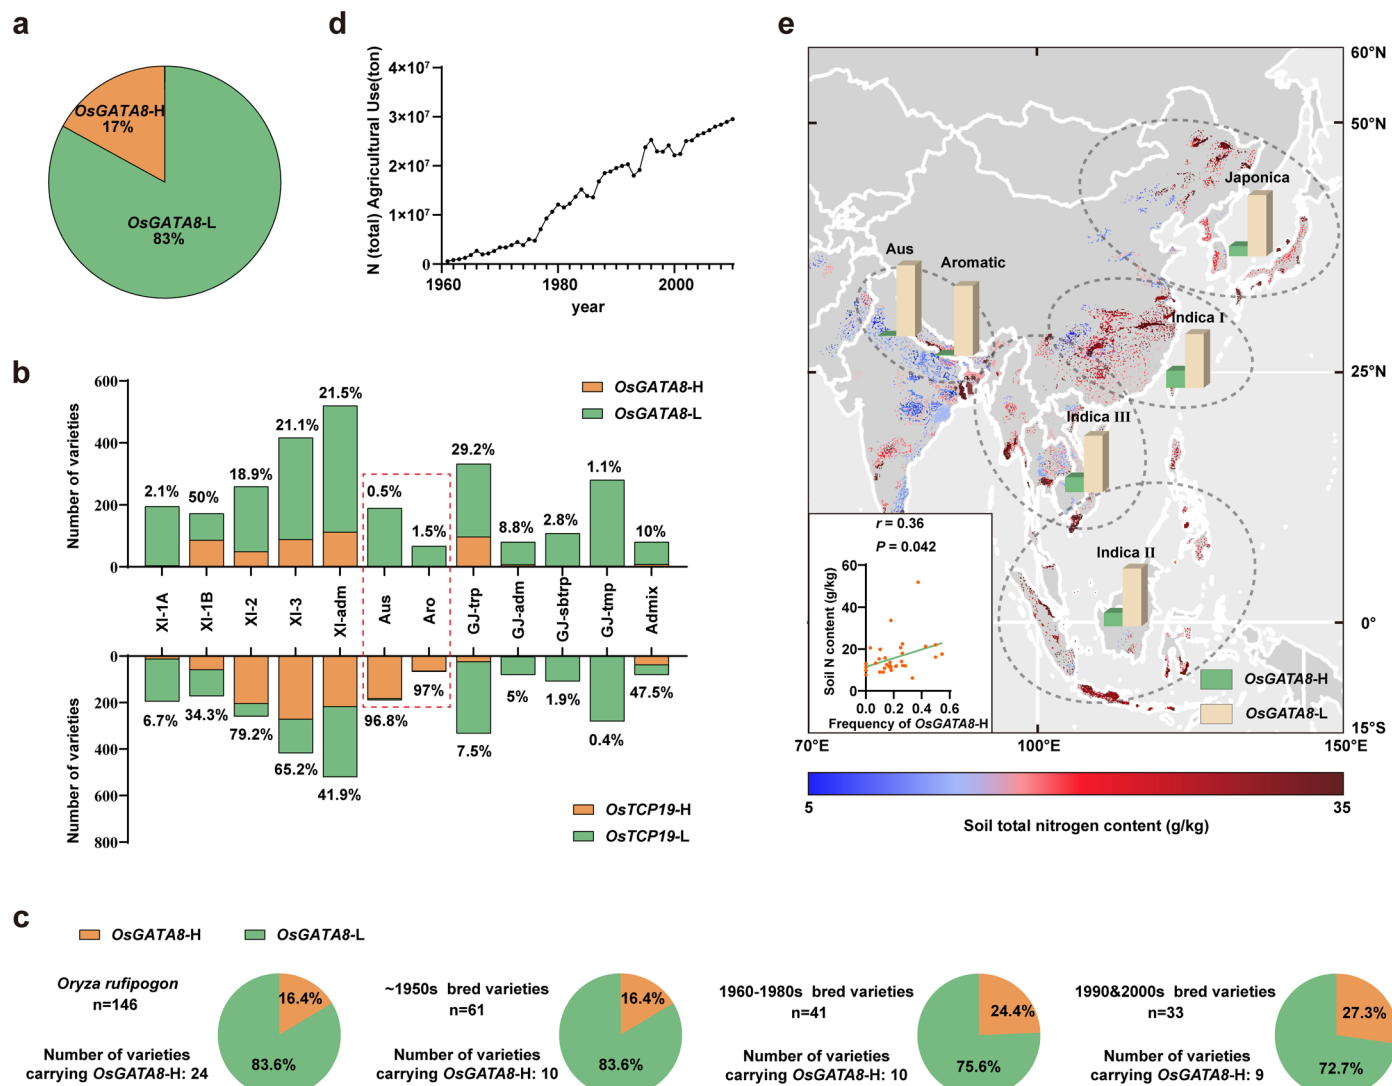 a
OsGATA8-H
17%
OsGATA8-L
83%
d
N (total) Agricultural Use(ton)
4×10⁷
3×10⁷
2×10⁷
1×10⁷
0
1960
1980
2000
year
b
Number of varieties
600
400
200
0
OsGATA8-H
OsGATA8-L
2.1%
50%
18.9%
21.1%
21.5%
0.5%
1.5%
29.2%
8.8%
2.8%
1.1%
10%
XI-1A
XI-1B
XI-2
XI-3
XI-adm
Aus
Aro
GJ-trp
GJ-adm
GJ-sbtrp
GJ-tmp
Admix
Number of varieties
0
200
400
600
800
6.7%
34.3%
79.2%
65.2%
41.9%
96.8%
97%
7.5%
5%
1.9%
0.4%
47.5%
OsTCP19-H
OsTCP19-L
c
OsGATA8-H
OsGATA8-L
Oryza rufipogon
n=146
Number of varieties
carrying OsGATA8-H: 24
16.4%
83.6%
~1950s bred varieties
n=61
Number of varieties
carrying OsGATA8-H: 10
16.4%
83.6%
1960-1980s bred varieties
n=41
Number of varieties
carrying OsGATA8-H: 10
24.4%
75.6%
1990&2000s bred varieties
n=33
Number of varieties
carrying OsGATA8-H: 9
27.3%
72.7%
e
60°N
50°N
25°N
0°
15°S
70°E
100°E
150°E
Japonica
Aus
Aromatic
Indica I
Indica III
Indica II
r = 0.36
P = 0.042
Soil N content (g/kg)
60
40
20
0
0.0
0.2
0.4
0.6
Frequency of OsGATA8-H
OsGATA8-H
OsGATA8-L
5
35
Soil total nitrogen content (g/kg)